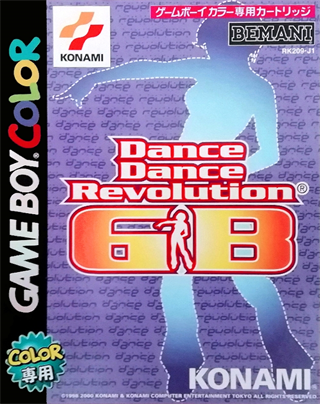 GAME BOY COLOR
KONAMI
ゲームボーイカラー専用カートリッジ
BEMANI
RK209-J1
Dance
Dance
Revolution®
GB
COLOR
専用
KONAMI
©1998 2000 KONAMI & KONAMI COMPUTER ENTERTAINMENT TOKYO ALL RIGHTS RESERVED.